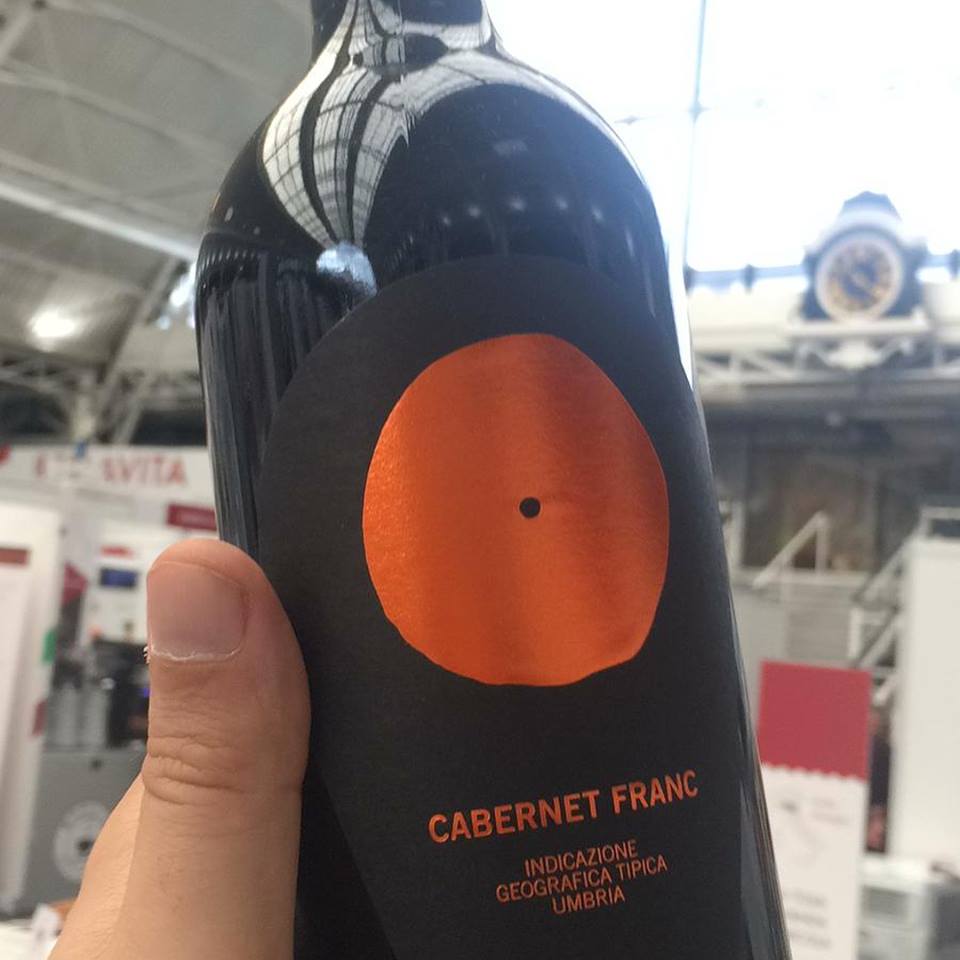 CABERNET FRANC
INDICAZIONE
GEOGRAFICA TIPICA
UMBRIA